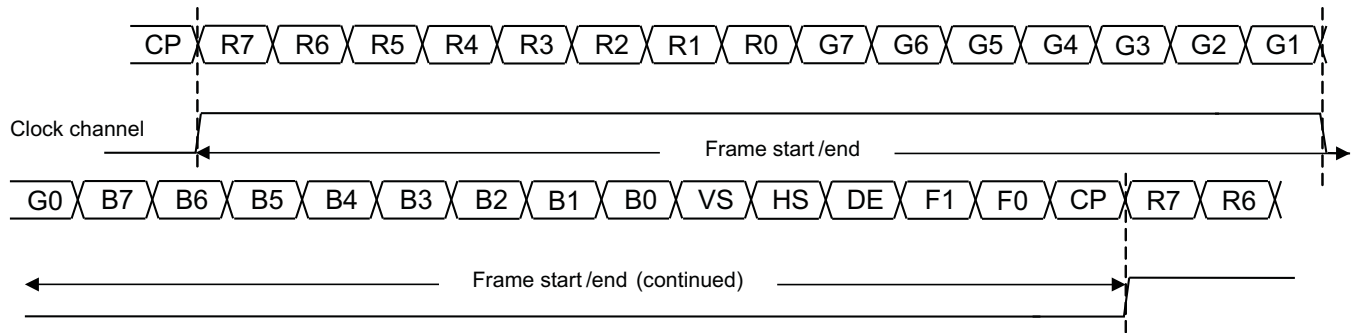 CP R7 R6 R5 R4 R3 R2 R1 R0 G7 G6 G5 G4 G3 G2 G1
Clock channel
Frame start/end
G0 B7 B6 B5 B4 B3 B2 B1 B0 VS HS DE F1 F0 CP R7 R6
Frame start/end (continued)